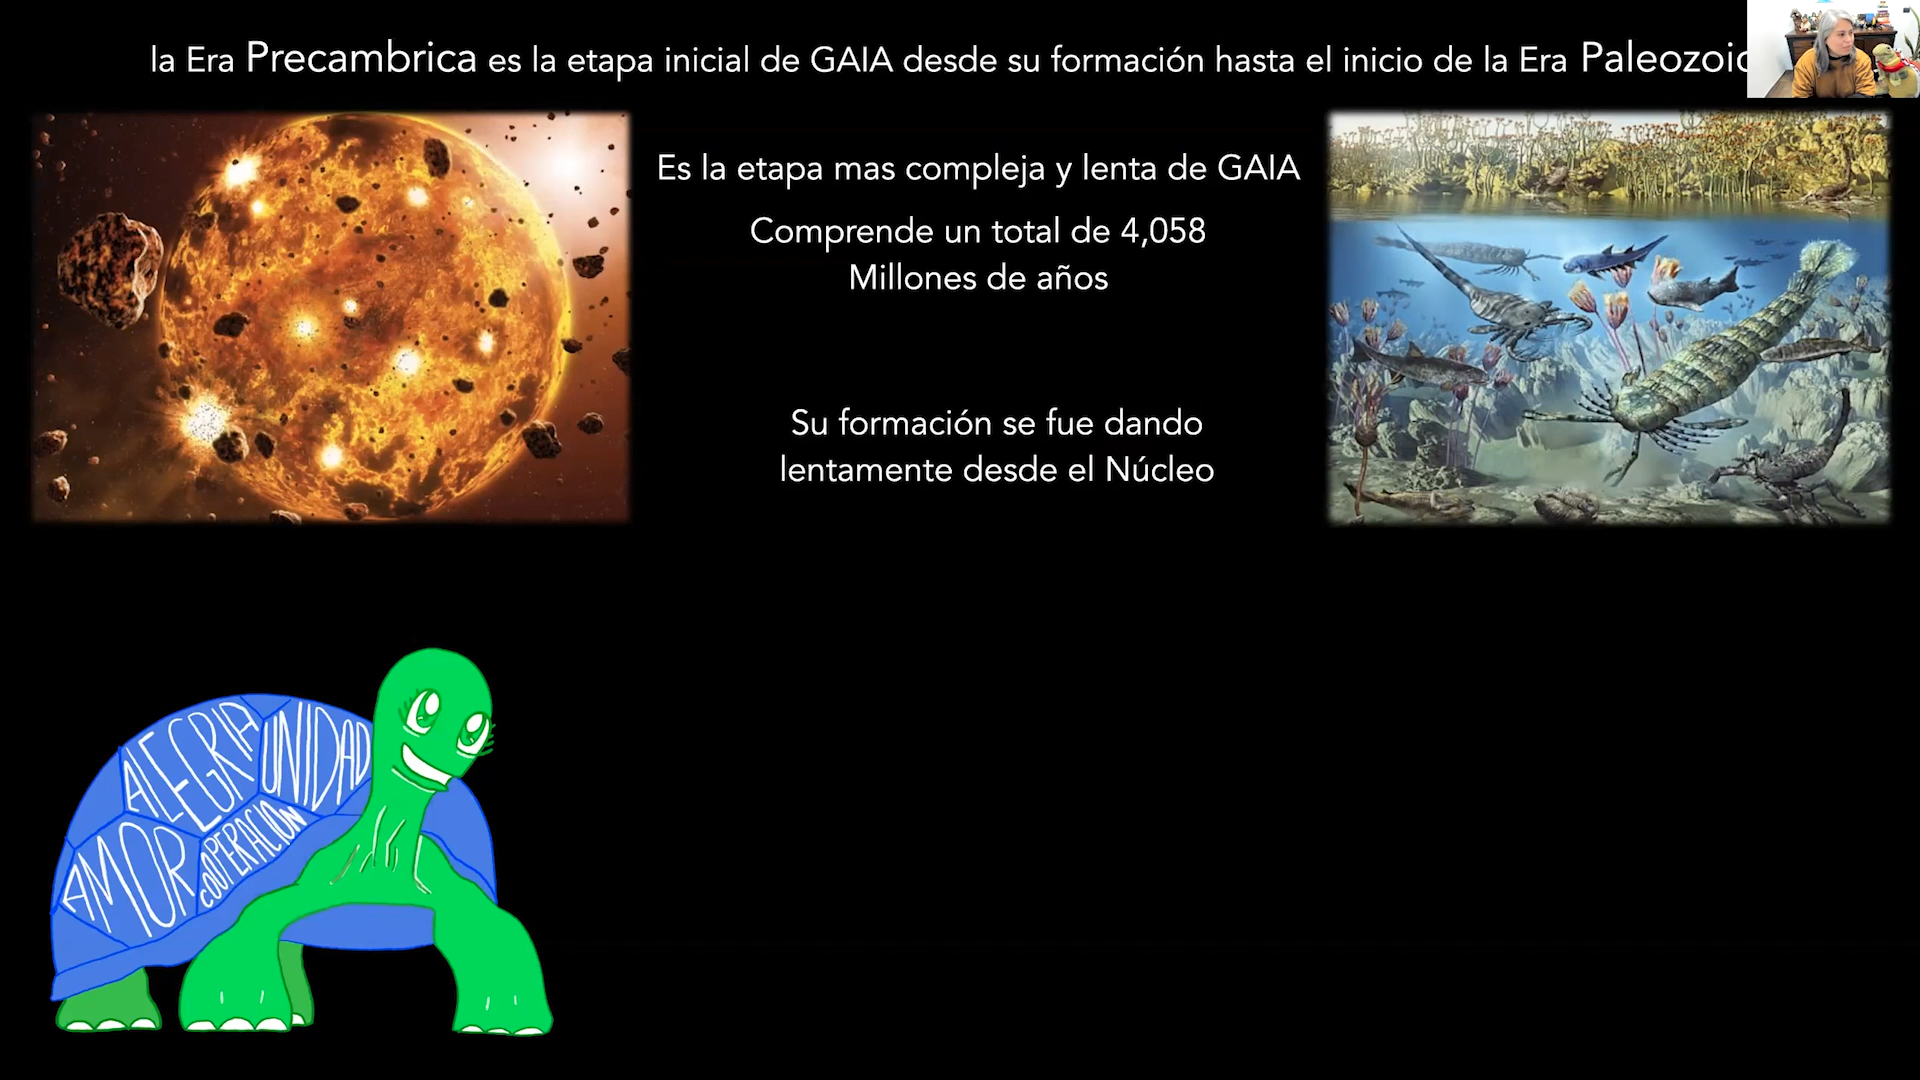 la Era Precambrica es la etapa inicial de GAIA desde su formación hasta el inicio de la Era Paleozoic
Es la etapa mas compleja y lenta de GAIA
Comprende un total de 4,058
Millones de años
Su formación se fue dando
lentamente desde el Núcleo
ALEGRIA
UNIDAD
AMOR
COOPERACION